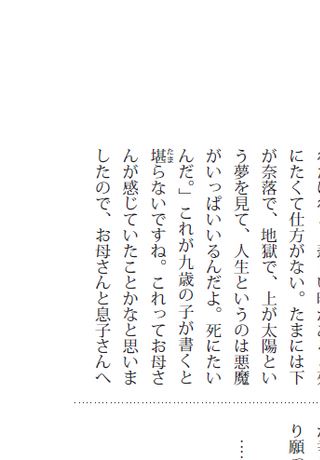 にたくて仕方がない。たまには下
が奈落で、地獄で、上が太陽とい
う夢を見て、人生というのは悪魔
がいっぱいいるんだよ。死にたい
んだ。」これが九歳の子が書くと
堪らないですね。これってお母さ
んが感じていたことかなと思いま
したので、お母さんと息子さんへ
り願
……